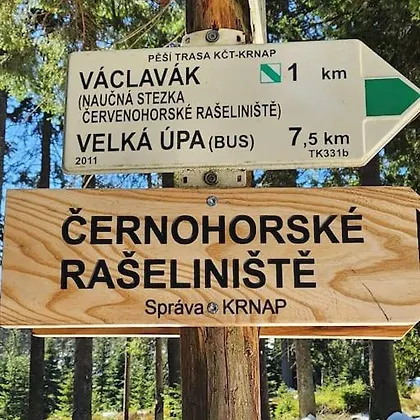 PĚŠÍ TRASA KČT-KRNAP
VÁCLAVÁK 1 km
(NAUČNÁ STEZKA
ČERVENOHORSKÉ RAŠELINIŠTĚ)
VELKÁ ÚPA (BUS) 7,5 km
2011 TK331b
ČERNOHORSKÉ
RAŠELINIŠTĚ
Správa KRNAP